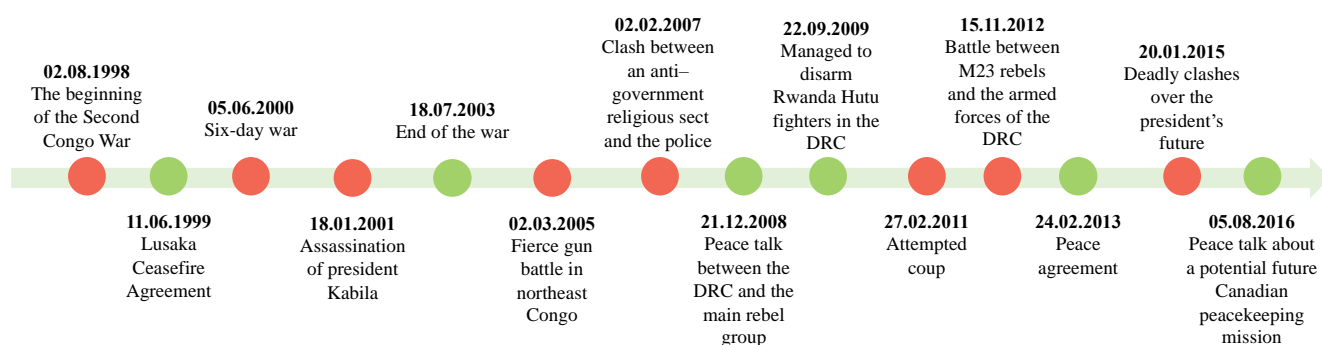 02.08.1998
The beginning
of the Second
Congo War
11.06.1999
Lusaka
Ceasefire
Agreement
05.06.2000
Six-day war
18.01.2001
Assassination
of president
Kabila
18.07.2003
End of the war
02.03.2005
Fierce gun
battle in
northeast
Congo
02.02.2007
Clash between
an anti–
government
religious sect
and the police
21.12.2008
Peace talk
between the
DRC and the
main rebel
group
22.09.2009
Managed to
disarm
Rwanda Hutu
fighters in the
DRC
27.02.2011
Attempted
coup
15.11.2012
Battle between
M23 rebels
and the armed
forces of the
DRC
24.02.2013
Peace
agreement
20.01.2015
Deadly clashes
over the
president’s
future
05.08.2016
Peace talk about
a potential future
Canadian
peacekeeping
mission